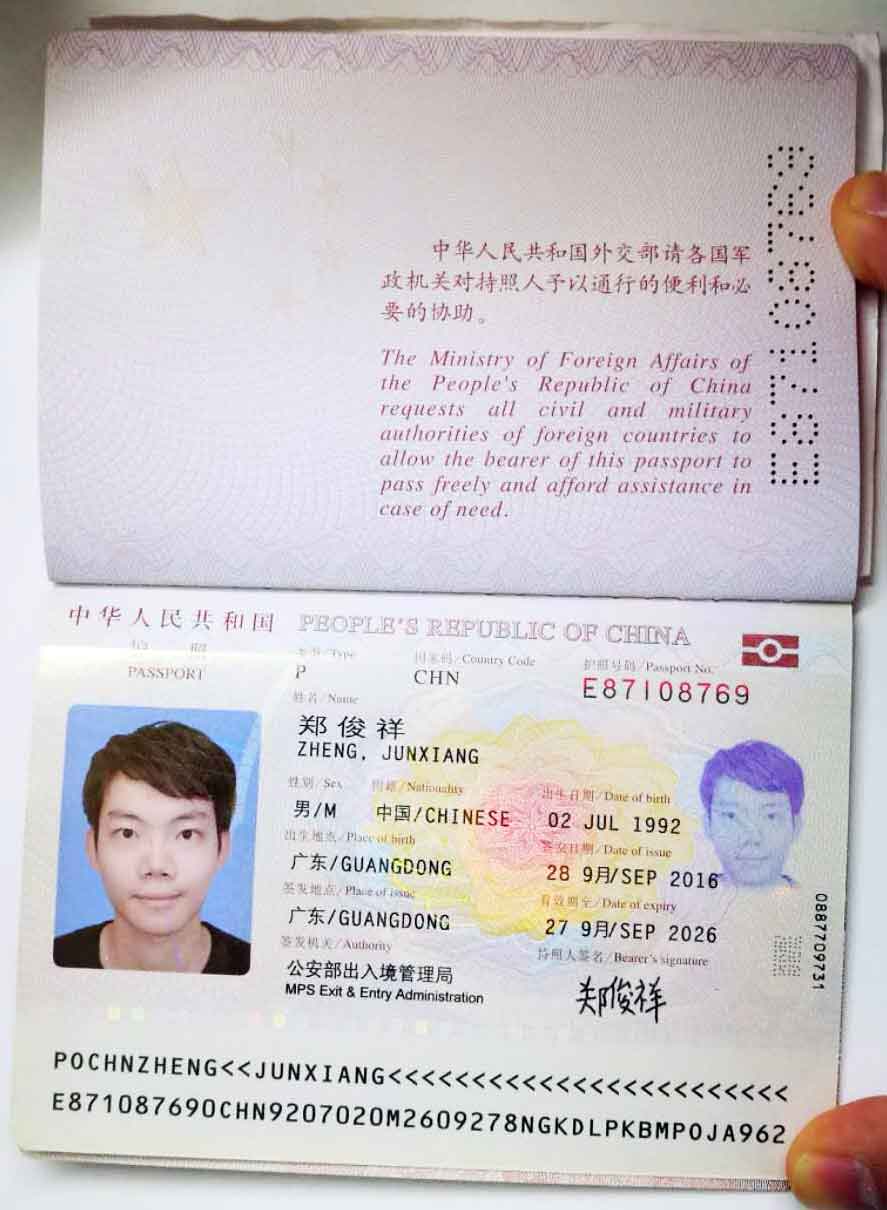 中华人民共和国外交部请各国军
政机关对持照人予以通行的便利和必
要的协助。
The Ministry of Foreign Affairs of
the People's Republic of China
requests all civil and military
authorities of foreign countries to
allow the bearer of this passport to
pass freely and afford assistance in
case of need.
中华人民共和国 PEOPLE'S REPUBLIC OF CHINA
护照
PASSPORT
类型/Type 国家码/Country Code 护照号码/Passport No.
P CHN E87108769
姓名/Name
郑俊祥
ZHENG, JUNXIANG
性别/Sex 国籍/Nationality 出生日期/Date of birth
男/M 中国/CHINESE 02 JUL 1992
出生地点/Place of birth 签发日期/Date of issue
广东/GUANGDONG 28 9月/SEP 2016
签发地点/Place of issue 有效期至/Date of expiry
广东/GUANGDONG 27 9月/SEP 2026
签发机关/Authority 持照人签名/Bearer's signature
公安部出入境管理局
MPS Exit & Entry Administration
郑俊祥
0887709731
POCHNZHENG<<JUNXIANG<<<<<<<<<<<<<<<<<<<<<<<<
E871087690CHN9207020M2609278NGKDLPKBMPOJA962